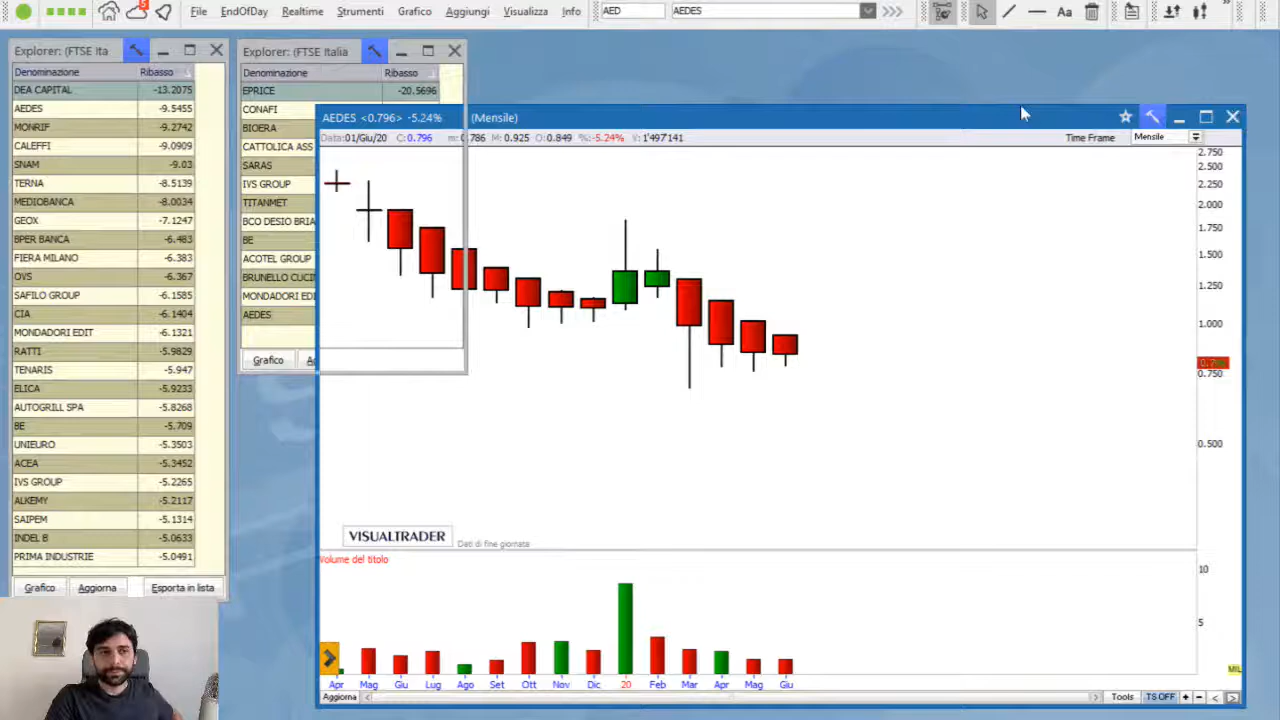 5 File EndOfDay Realtime Strumenti Grafico Aggiungi Visualizza Info AED AEDES Aa
Explorer: (FTSE Ita
Denominazione Ribasso
DEA CAPITAL -13.2075
AEDES -9.5455
MONRIF -9.2742
CALEFFI -9.0909
SNAM -9.03
TERNA -8.5139
MEDIOBANCA -8.0034
GEOX -7.1247
BPER BANCA -6.483
FIERA MILANO -6.383
OVS -6.367
SAFILO GROUP -6.1585
CIA -6.1404
MONDADORI EDIT -6.1321
RATTI -5.9829
TENARIS -5.947
ELICA -5.9233
AUTOGRILL SPA -5.8268
BE -5.709
UNIEURO -5.3503
ACEA -5.3452
IVS GROUP -5.2265
ALKEMY -5.2117
SAIPEM -5.1314
INDEL B -5.0633
PRIMA INDUSTRIE -5.0491
Grafico Aggiorna Esporta in lista
Explorer: (FTSE Italia
Denominazione Ribasso
EPRICE -20.5696
CONAFI
BIOERA
CATTOLICA ASS
SARAS
IVS GROUP
TITANMET
BCO DESIO BRIA
BE
ACOTEL GROUP
BRUNELLO CUCIN
MONDADORI EDI
AEDES
Grafico
AEDES <0.796> -5.24% (Mensile)
Data:01/Giu/20 C: 0.796 m: 0.786 M: 0.925 O: 0.849 %:-5.24% V: 1'497'141 Time Frame Mensile
2.750
2.500
2.250
2.000
1.750
1.500
1.250
1.000
0.750
0.500
VISUALTRADER Dati di fine giornata
Volume del titolo
10
5
MIL
Apr Mag Giu Lug Ago Set Ott Nov Dic 20 Feb Mar Apr Mag Giu
Aggiorna Tools TS OFF + - < >